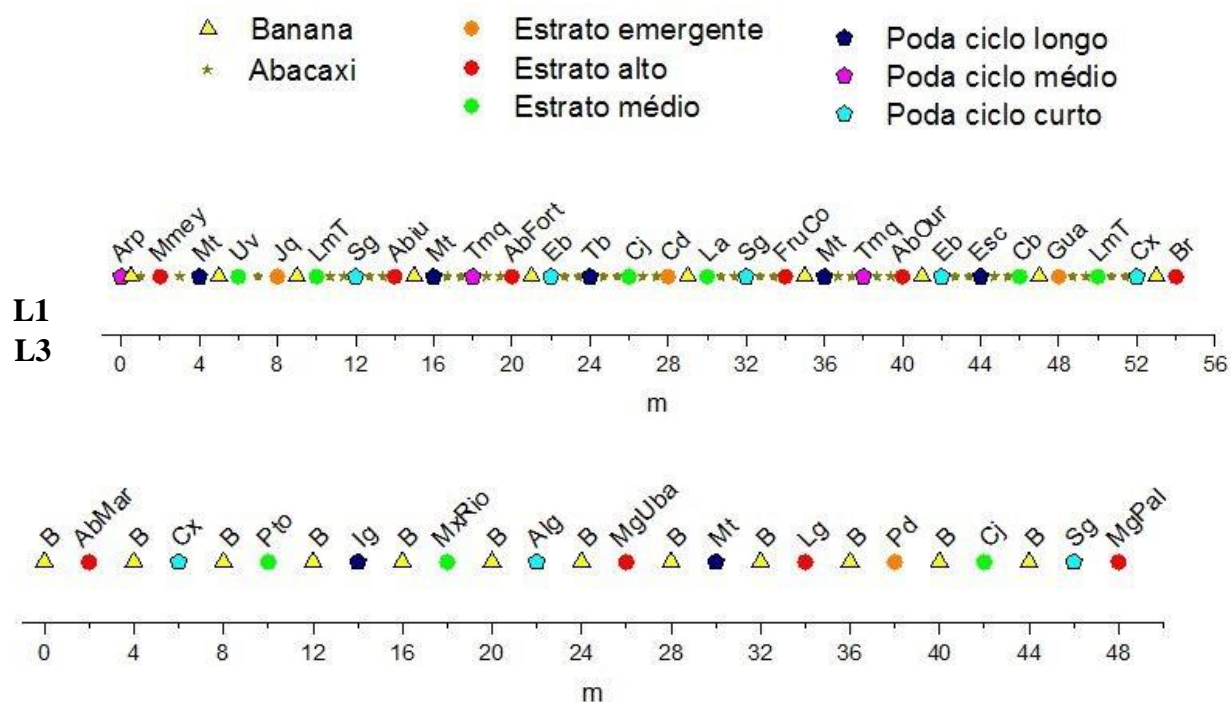 Banana
Abacaxi
Estrato emergente
Estrato alto
Estrato médio
Poda ciclo longo
Poda ciclo médio
Poda ciclo curto
Arp Mmey Mt Uv Jq LmT Sg Abiu Mt Tmq AbFort Eb Tb Cj Cd La Sg FruCo Mt Tmq AbOur Eb Esc Cb Gua LmT Cx Br
L1
L3
0 4 8 12 16 20 24 28 32 36 40 44 48 52 56
m
B AbMar B Cx B Pto B Ig B MxRio B Alg B MgUba B Mt B Lg B Pd B Cj B Sg MgPal
0 4 8 12 16 20 24 28 32 36 40 44 48
m